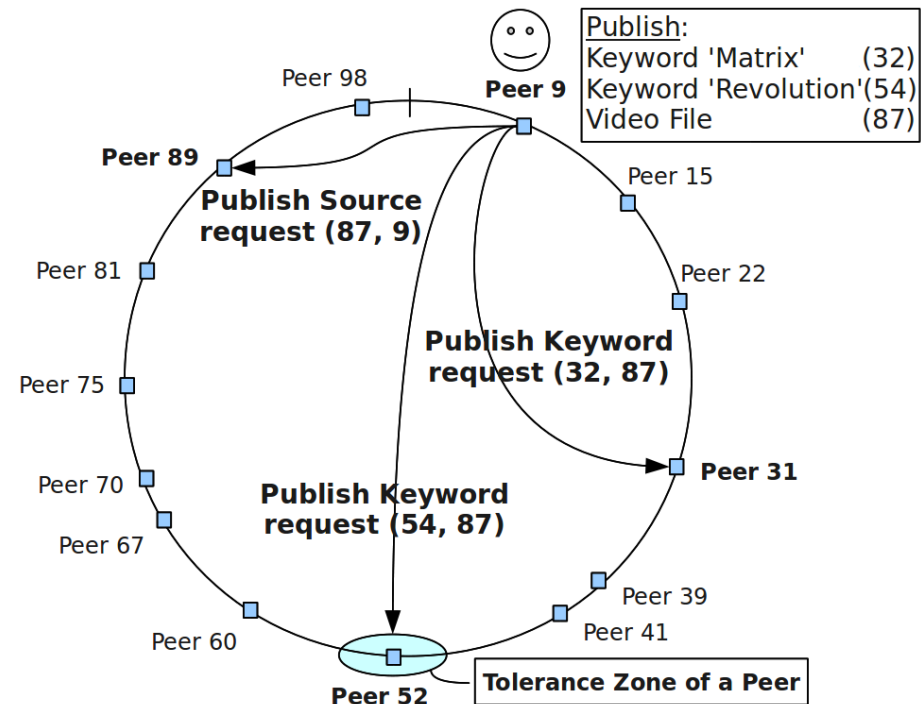 Publish:
Keyword 'Matrix' (32)
Keyword 'Revolution'(54)
Video File (87)
Peer 98
Peer 9
Peer 89
Peer 15
Publish Source
request (87, 9)
Peer 81
Peer 22
Publish Keyword
request (32, 87)
Peer 75
Peer 31
Peer 70
Publish Keyword
request (54, 87)
Peer 67
Peer 39
Peer 41
Peer 60
Tolerance Zone of a Peer
Peer 52